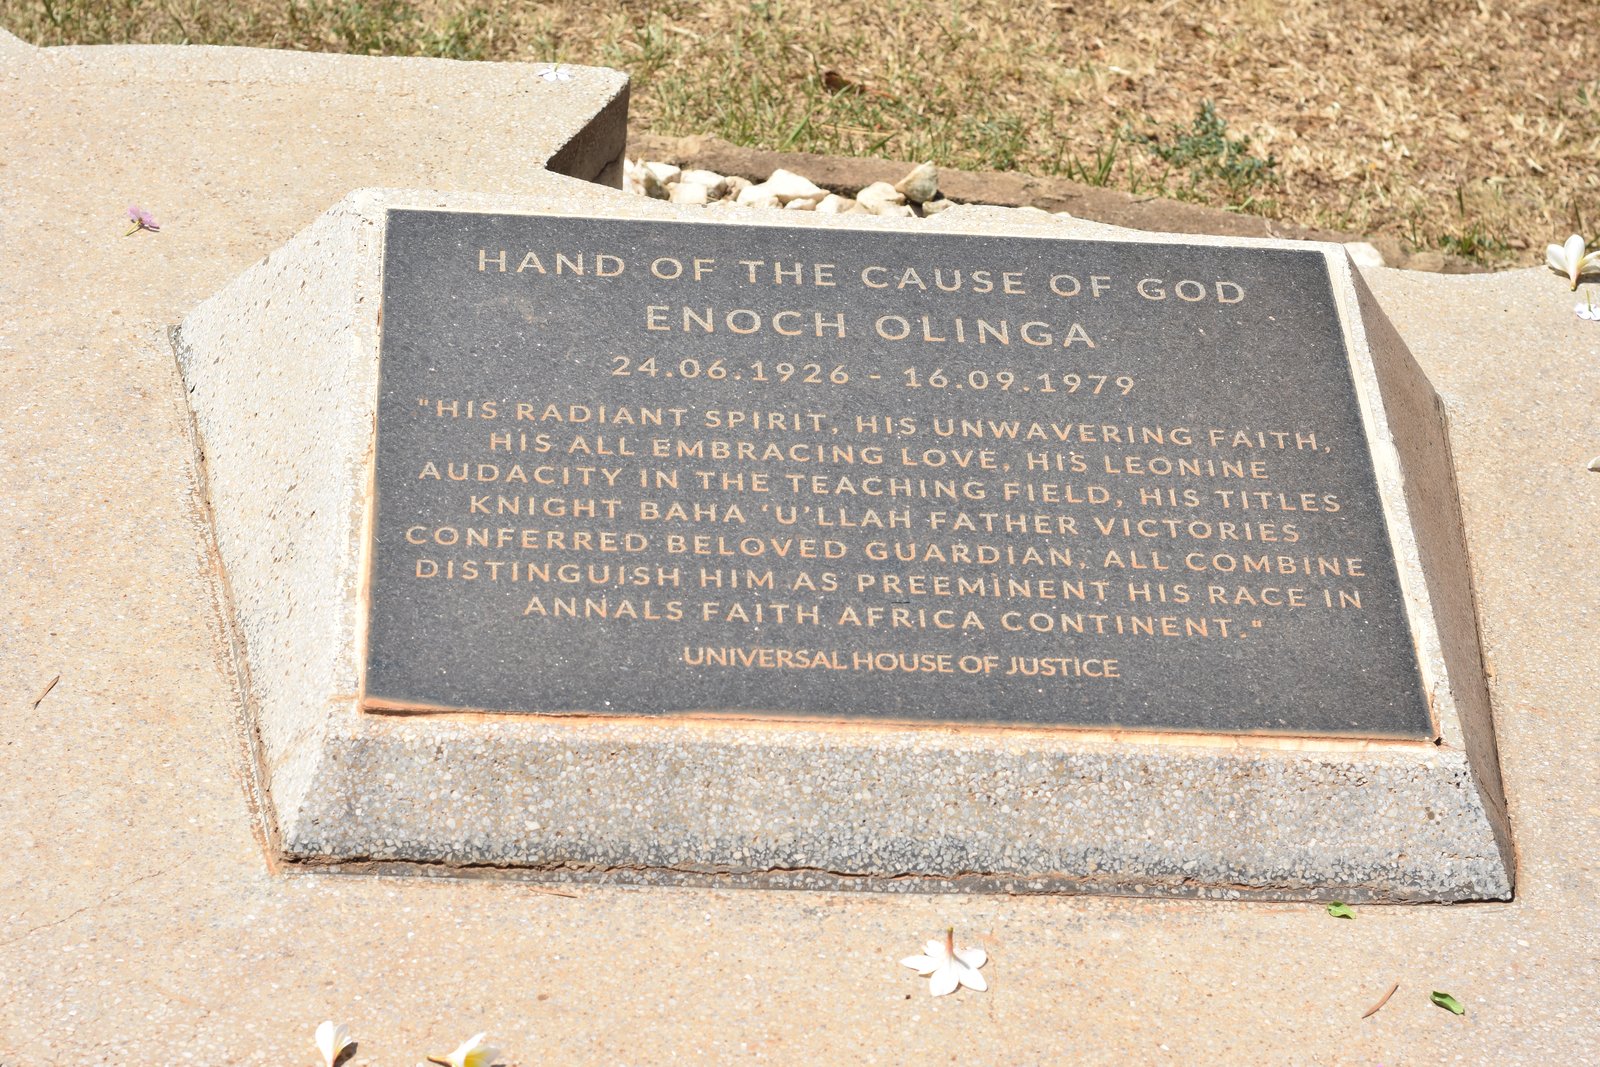 HAND OF THE CAUSE OF GOD
ENOCH OLINGA
24.06.1926 - 16.09.1979
"HIS RADIANT SPIRIT, HIS UNWAVERING FAITH,
HIS ALL EMBRACING LOVE, HIS LEONINE
AUDACITY IN THE TEACHING FIELD, HIS TITLES
KNIGHT BAHA ‘U’LLAH FATHER VICTORIES
CONFERRED BELOVED GUARDIAN, ALL COMBINE
DISTINGUISH HIM AS PREEMINENT HIS RACE IN
ANNALS FAITH AFRICA CONTINENT."
UNIVERSAL HOUSE OF JUSTICE